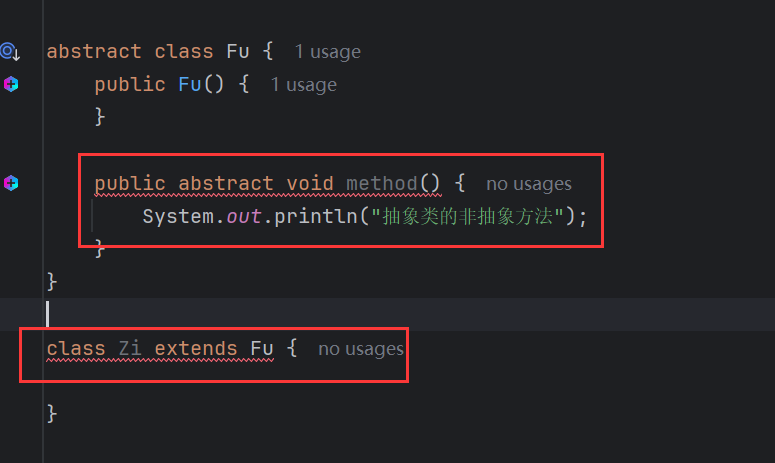 abstract class Fu { 1 usage
public Fu() { 1 usage
}
public abstract void method() { no usages
System.out.println("抽象类的非抽象方法");
}
}
class Zi extends Fu { no usages
}